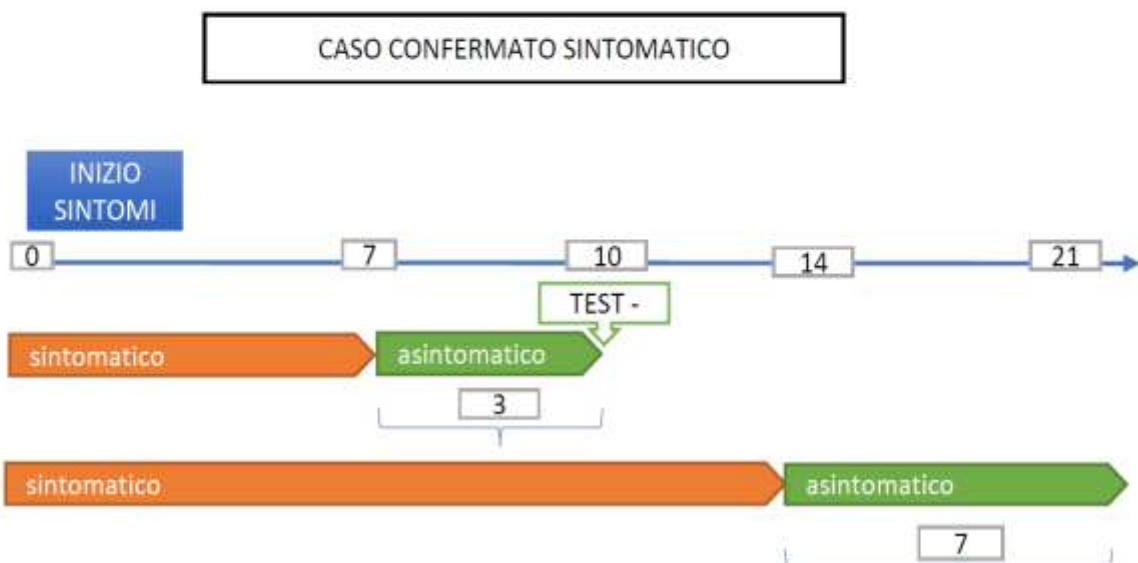 CASO CONFERMATO SINTOMATICO
INIZIO
SINTOMI
0 7 10 14 21
TEST -
sintomatico asintomatico
3
sintomatico asintomatico
7